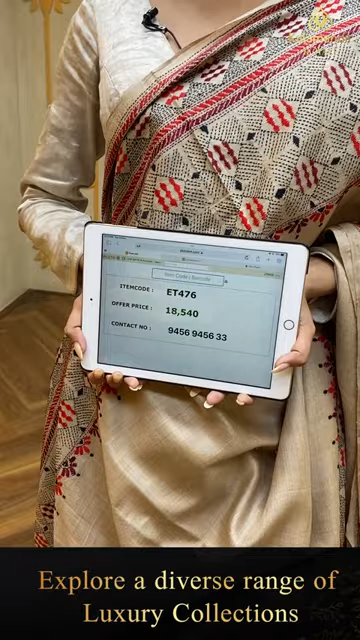 ITEMCODE : ET476
OFFER PRICE : 18,540
CONTACT NO : 9456 9456 33
Explore a diverse range of
Luxury Collections